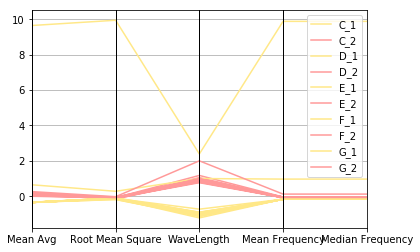 10
8
6
4
2
0
C_1
C_2
D_1
D_2
E_1
E_2
F_1
F_2
G_1
G_2
Mean Avg Root Mean Square WaveLength Mean Frequency Median Frequency